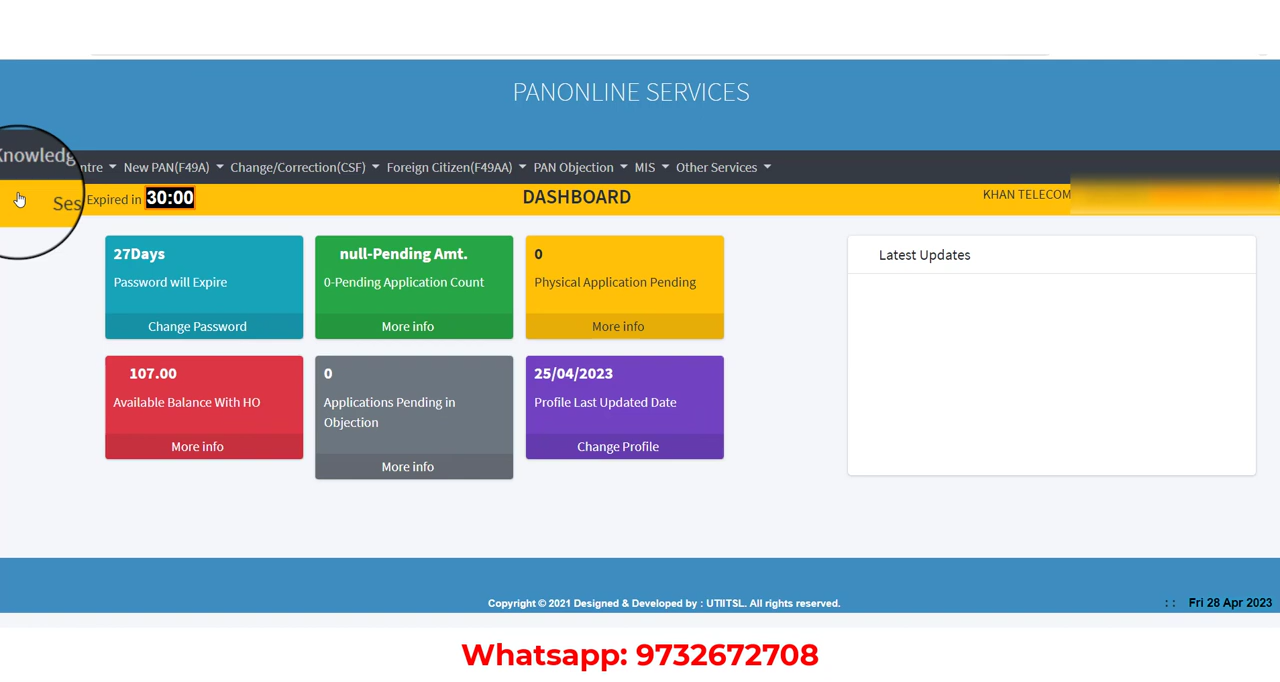 PANONLINE SERVICES
Knowledg ntre New PAN(F49A) Change/Correction(CSF) Foreign Citizen(F49AA) PAN Objection MIS Other Services
Ses Expired in 30:00 DASHBOARD KHAN TELECOM
27Days
Password will Expire
Change Password
null-Pending Amt.
0-Pending Application Count
More info
0
Physical Application Pending
More info
Latest Updates
107.00
Available Balance With HO
More info
0
Applications Pending in
Objection
More info
25/04/2023
Profile Last Updated Date
Change Profile
Copyright © 2021 Designed & Developed by : UTIITSL. All rights reserved.
: : Fri 28 Apr 2023
Whatsapp: 9732672708